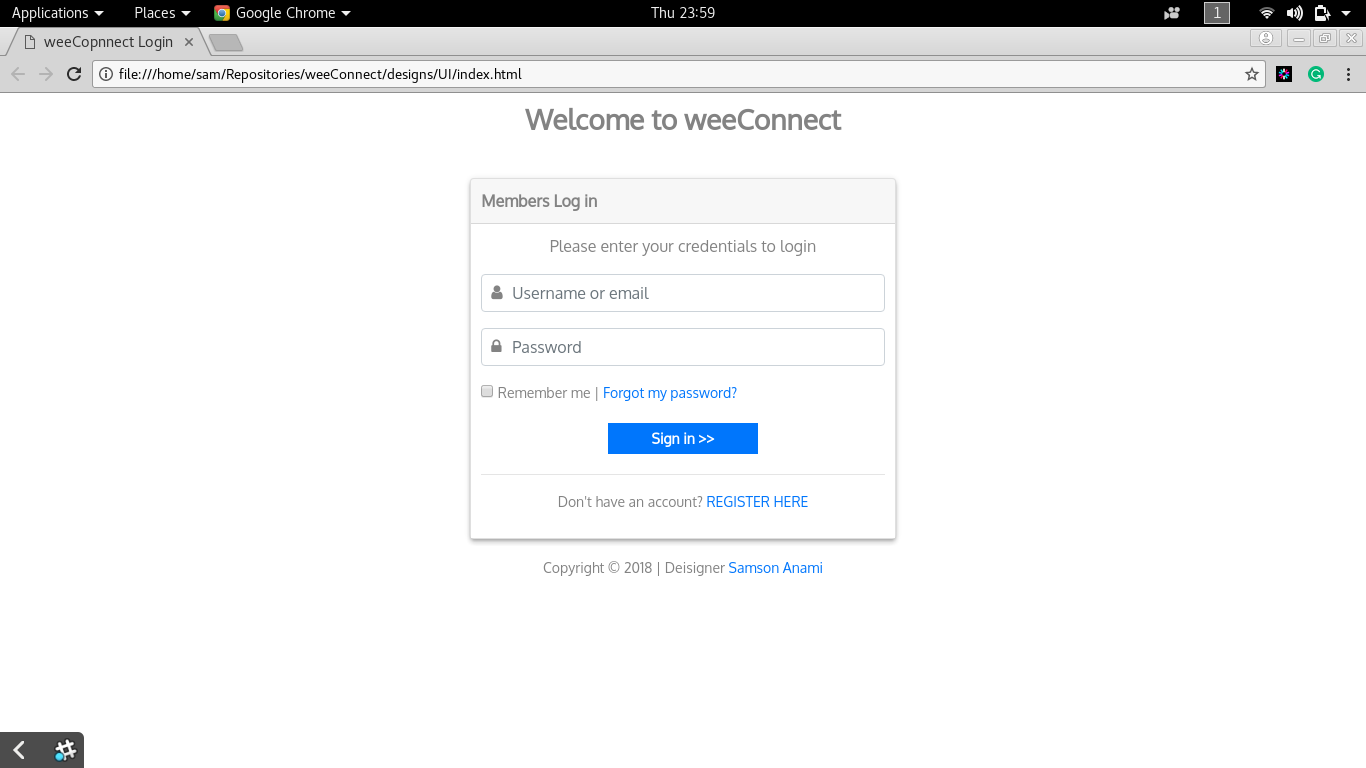 Applications Places Google Chrome Thu 23:59 1
weeCopnnect Login
file:///home/sam/Repositories/weeConnect/designs/UI/index.html
Welcome to weeConnect
Members Log in
Please enter your credentials to login
Username or email
Password
Remember me | Forgot my password?
Sign in >>
Don't have an account? REGISTER HERE
Copyright © 2018 | Deisigner Samson Anami